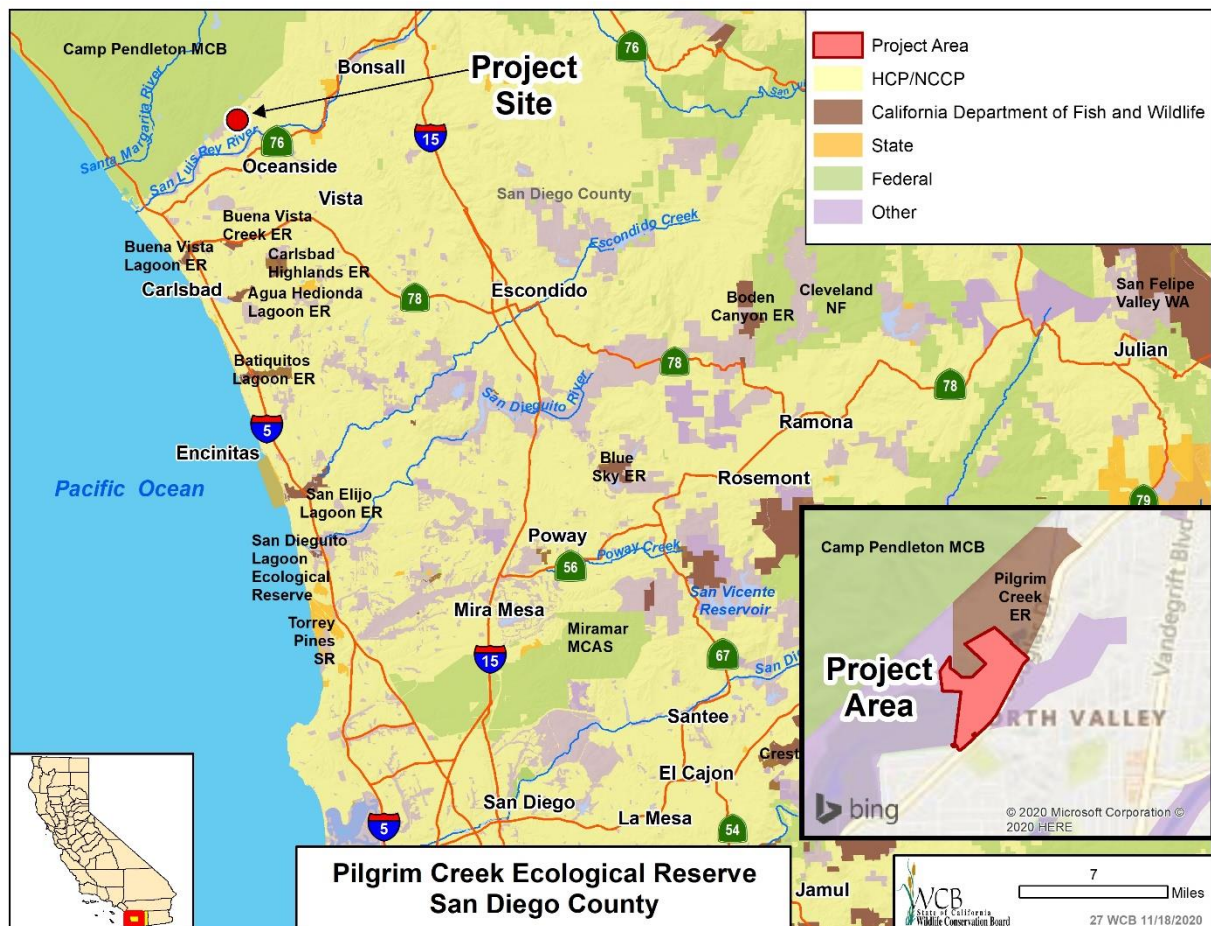 Camp Pendleton MCB
Bonsall
76
Project
Site
15
Santa Margarita River
San Luis Rey River
76
Oceanside
Vista
San Diego County
Escondido Creek
Buena Vista
Creek ER
Buena Vista
Lagoon ER
Carlsbad
Highlands ER
Carlsbad
Agua Hedionda
Lagoon ER
78
Escondido
Boden
Canyon ER
Cleveland
NF
San Felipe
Valley WA
Julian
Batiquitos
Lagoon ER
78
78
San Dieguito River
Ramona
5
Encinitas
Blue
Sky ER
Rosemont
Pacific Ocean
San Elijo
Lagoon ER
79
San Dieguito
Lagoon
Ecological
Reserve
Poway
56
Poway Creek
San Vicente
Reservoir
Mira Mesa
Torrey
Pines
SR
Miramar
MCAS
15
67
Santee
El Cajon
San Diego
La Mesa
5
54
Jamul
Project Area
HCP/NCCP
California Department of Fish and Wildlife
State
Federal
Other
Camp Pendleton MCB
Pilgrim
Creek
ER
Vandegrift Blvd
Project
Area
ORTH VALLEY
bing
© 2020 Microsoft Corporation ©
2020 HERE
Pilgrim Creek Ecological Reserve
San Diego County
WCB
State of California
Wildlife Conservation Board
7
Miles
27 WCB 11/18/2020